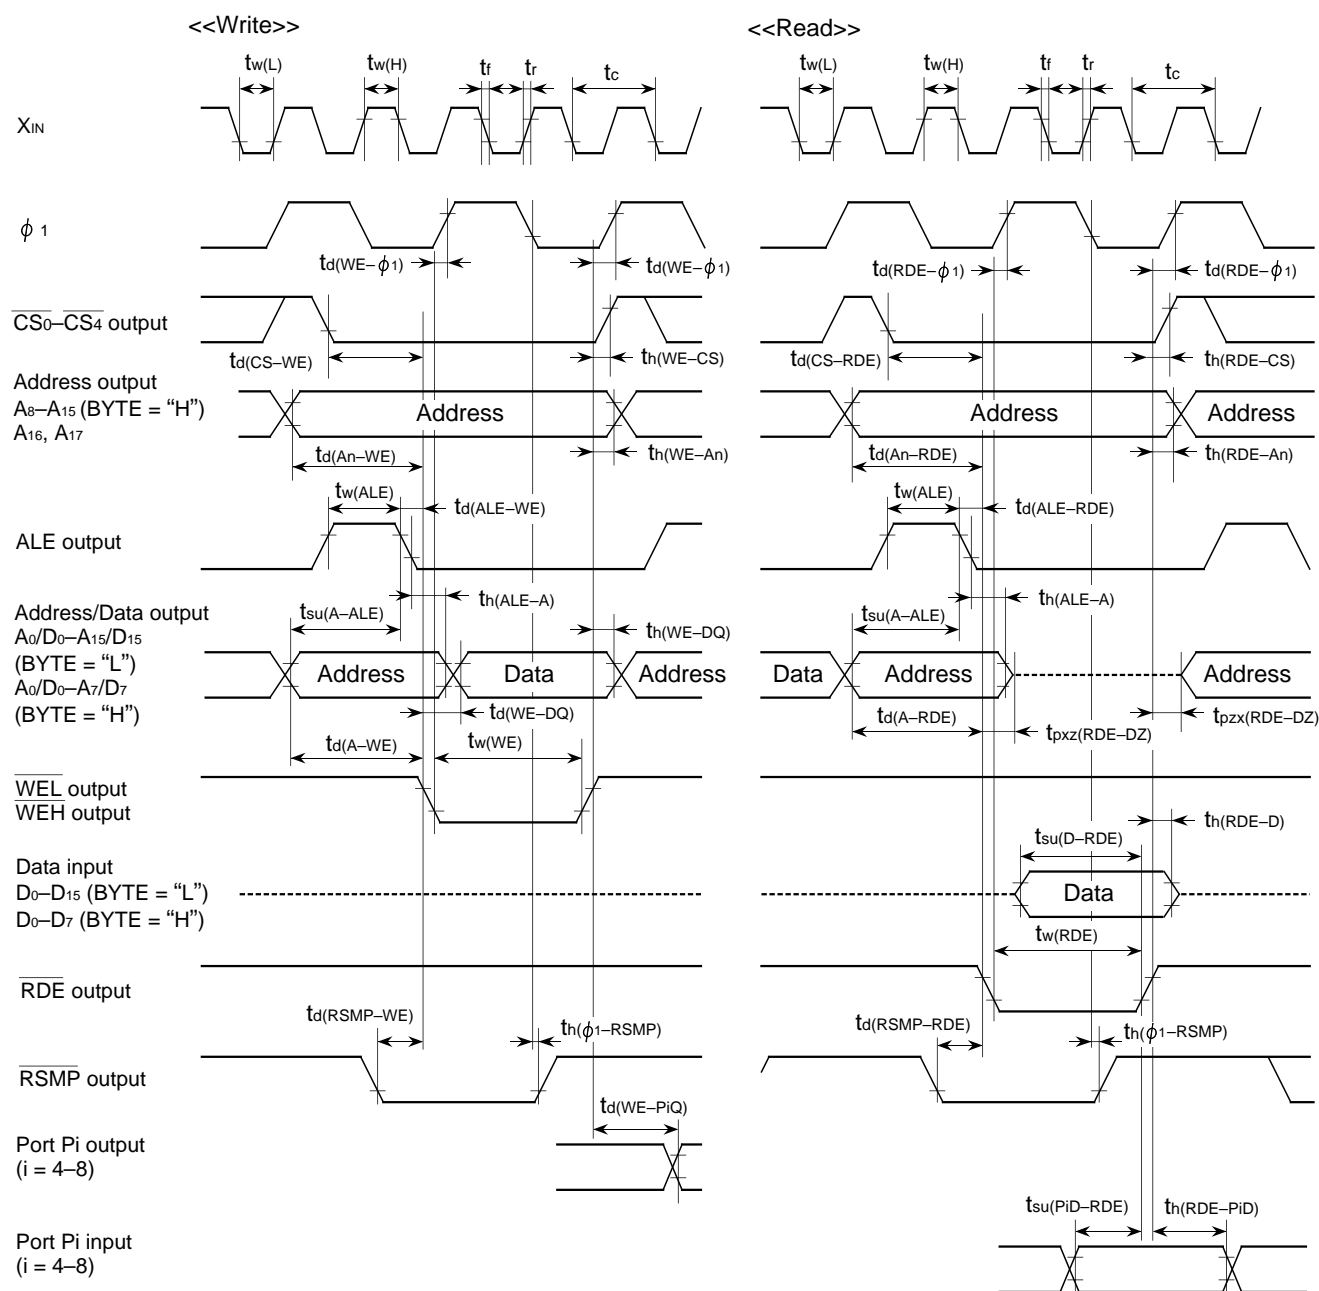 <<Write>> <<Read>>
tw(L) tw(H) tf tr tc tw(L) tw(H) tf tr tc
XIN
ϕ 1
td(WE–ϕ1) td(WE–ϕ1) td(RDE–ϕ1) td(RDE–ϕ1)
CS0–CS4 output
td(CS–WE) th(WE–CS) td(CS–RDE) th(RDE–CS)
Address output
A8–A15 (BYTE = “H”) Address Address Address
A16, A17
td(An–WE) th(WE–An) td(An–RDE) th(RDE–An)
tw(ALE) td(ALE–WE) tw(ALE) td(ALE–RDE)
ALE output
th(ALE–A) th(ALE–A)
Address/Data output tsu(A–ALE) tsu(A–ALE)
A0/D0–A15/D15 th(WE–DQ)
(BYTE = “L”) Address Data Address Data Address Address
A0/D0–A7/D7
(BYTE = “H”) td(WE–DQ) td(A–RDE) tpxz(RDE–DZ) tpzx(RDE–DZ)
td(A–WE) tw(WE)
WEL output
WEH output
th(RDE–D)
tsu(D–RDE)
Data input
D0–D15 (BYTE = “L”) Data
D0–D7 (BYTE = “H”)
tw(RDE)
RDE output
td(RSMP–WE) th(ϕ1–RSMP) td(RSMP–RDE) th(ϕ1–RSMP)
RSMP output
td(WE–PiQ)
Port Pi output
(i = 4–8)
tsu(PiD–RDE) th(RDE–PiD)
Port Pi input
(i = 4–8)